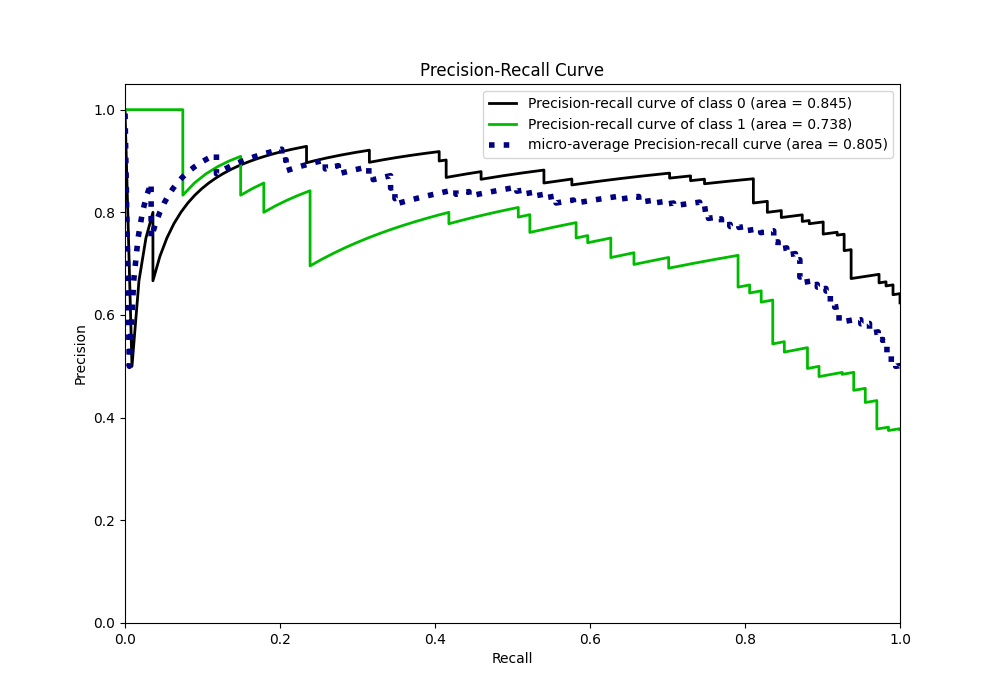 Precision-Recall Curve
Precision-recall curve of class 0 (area = 0.845)
Precision-recall curve of class 1 (area = 0.738)
micro-average Precision-recall curve (area = 0.805)
Precision
1.0
0.8
0.6
0.4
0.2
0.0
0.0 0.2 0.4 0.6 0.8 1.0
Recall